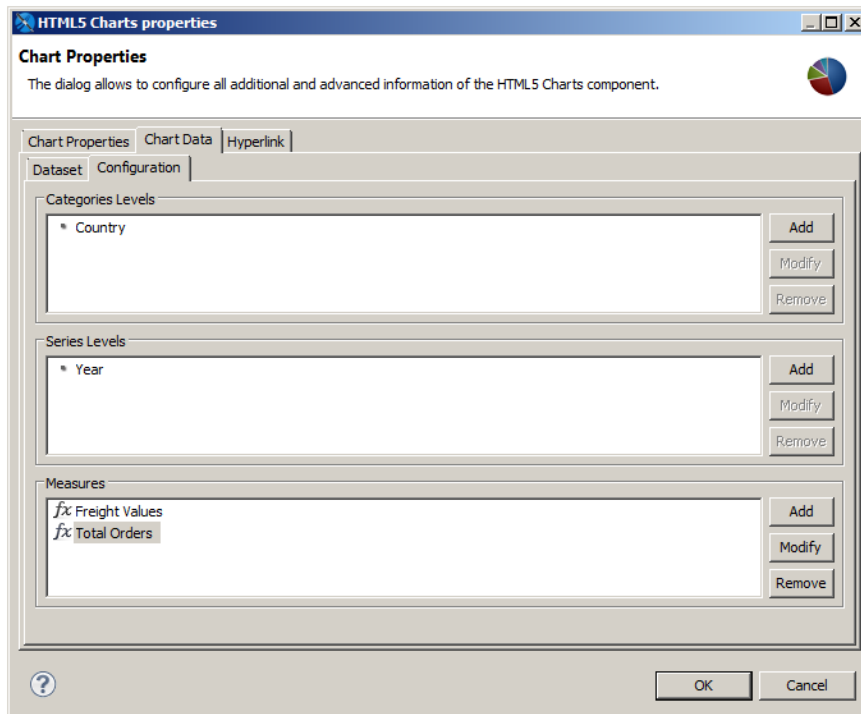 HTML5 Charts properties
Chart Properties
The dialog allows to configure all additional and advanced information of the HTML5 Charts component.
Chart Properties Chart Data Hyperlink
Dataset Configuration
Categories Levels
Country
Add
Modify
Remove
Series Levels
Year
Add
Modify
Remove
Measures
fx Freight Values
fx Total Orders
Add
Modify
Remove
?
OK Cancel